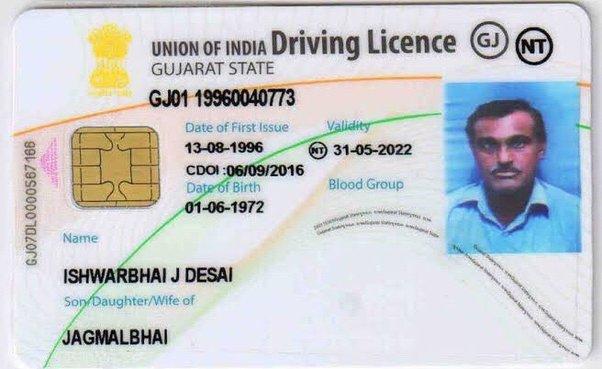 UNION OF INDIA Driving Licence GJ NT
GUJARAT STATE
GJ01 19960040773
Date of First Issue Validity
13-08-1996 NT 31-05-2022
CDOI : 06/09/2016
Date of Birth Blood Group
01-06-1972
GJ07DL0000567166
Name
ISHWARBHAI J DESAI
Son/Daughter/Wife of
JAGMALBHAI